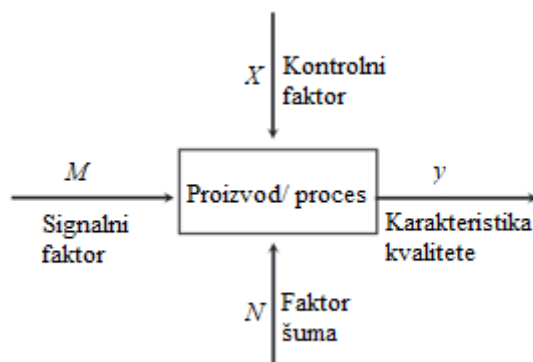 X Kontrolni
faktor
M
Signalni
faktor
Proizvod/ proces
y
Karakteristika
kvalitete
N Faktor
šuma